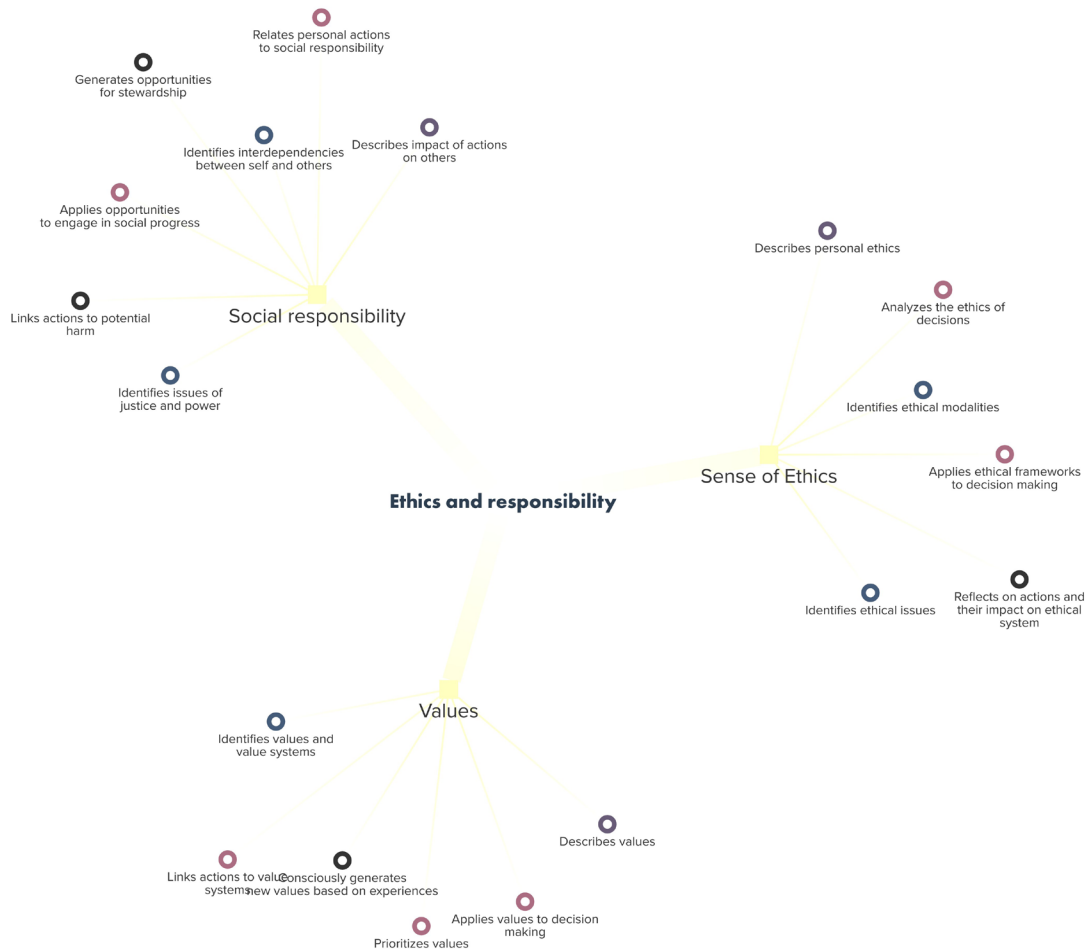 Relates personal actions
to social responsibility
Generates opportunities
for stewardship
Identifies interdependencies
between self and others
Describes impact of actions
on others
Applies opportunities
to engage in social progress
Links actions to potential
harm
Social responsibility
Identifies issues of
justice and power
Describes personal ethics
Analyzes the ethics of
decisions
Identifies ethical modalities
Applies ethical frameworks
to decision making
Sense of Ethics
Ethics and responsibility
Identifies ethical issues
Reflects on actions and
their impact on ethical
system
Values
Identifies values and
value systems
Describes values
Links actions to value
systems
Consciously generates
new values based on experiences
Applies values to decision
making
Prioritizes values